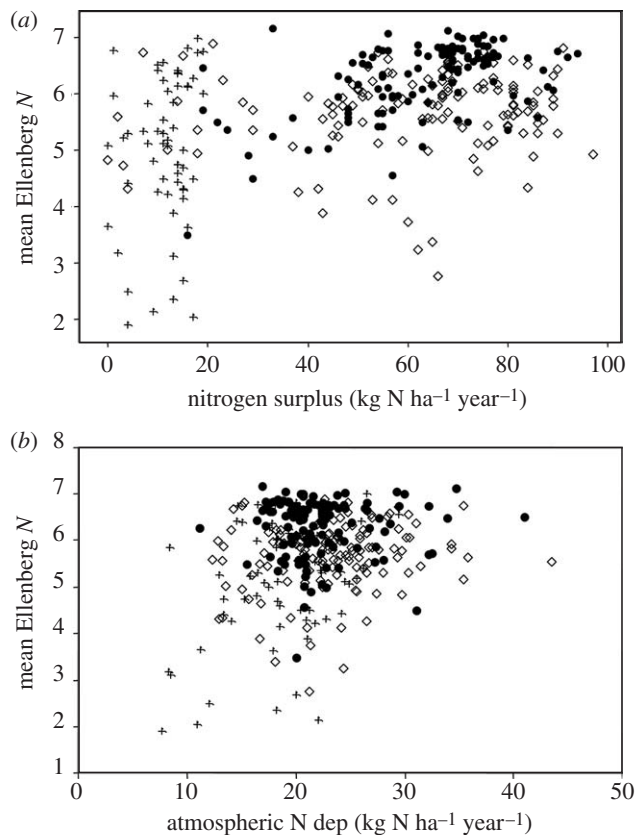 (a)
7
6
5
4
3
2
mean Ellenberg N
0 20 40 60 80 100
nitrogen surplus (kg N ha⁻¹ year⁻¹)
(b)
8
7
6
5
4
3
2
1
mean Ellenberg N
0 10 20 30 40 50
atmospheric N dep (kg N ha⁻¹ year⁻¹)